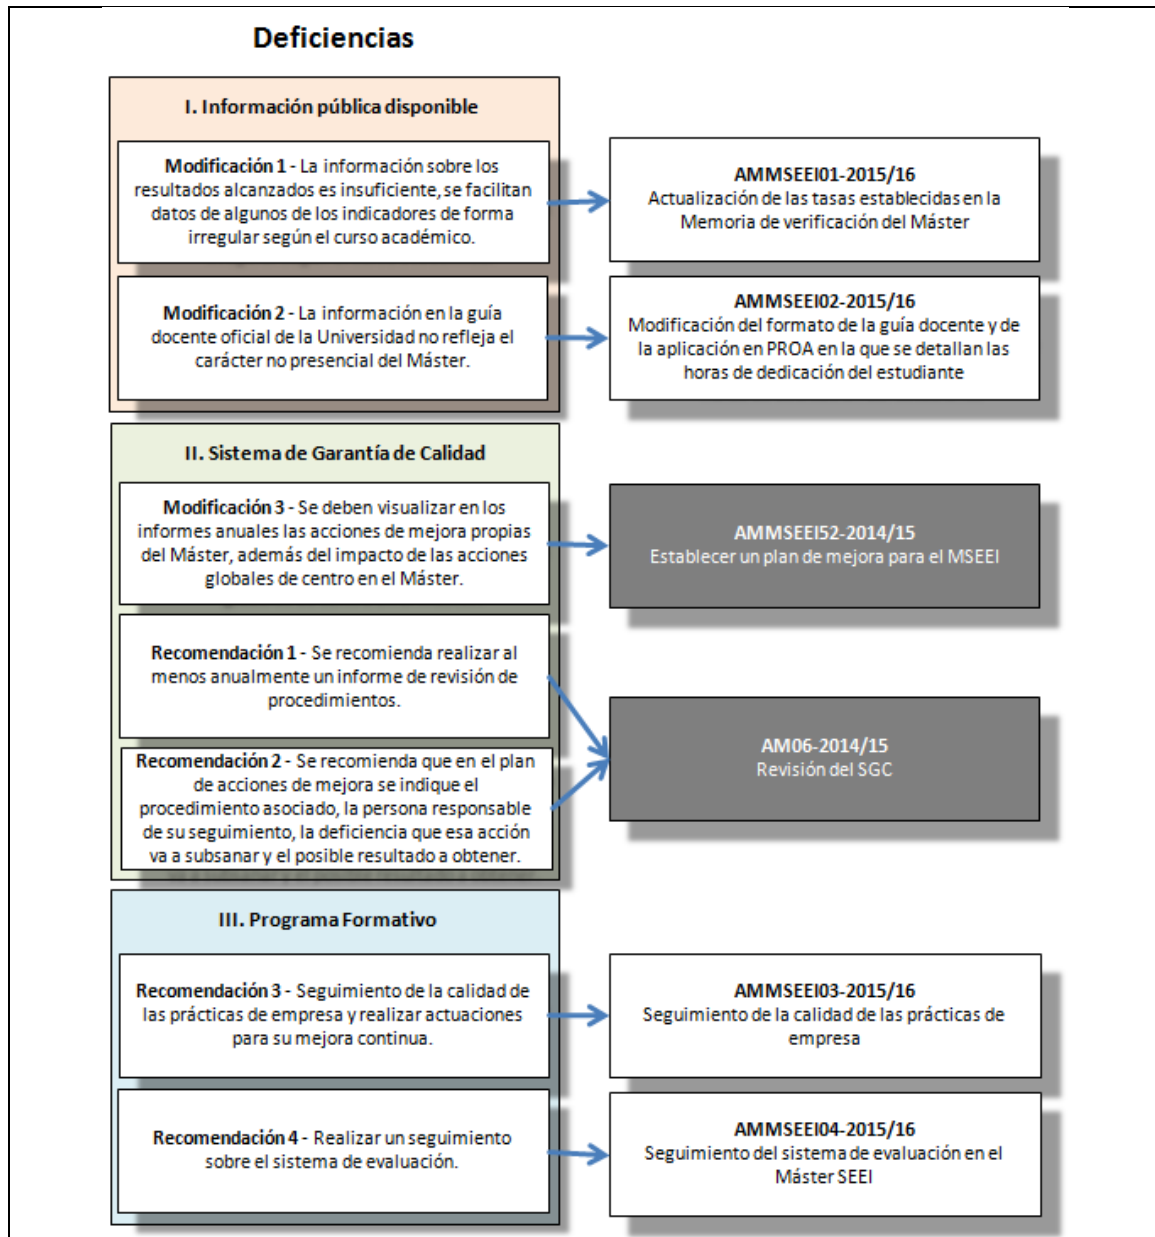 Deficiencias
I. Información pública disponible
Modificación 1 - La información sobre los
resultados alcanzados es insuficiente, se facilitan
datos de algunos de los indicadores de forma
irregular según el curso académico.
AMMSEEI01-2015/16
Actualización de las tasas establecidas en la
Memoria de verificación del Máster
Modificación 2 - La información en la guía
docente oficial de la Universidad no refleja el
carácter no presencial del Máster.
AMMSEEI02-2015/16
Modificación del formato de la guía docente y de
la aplicación en PROA en la que se detallan las
horas de dedicación del estudiante
II. Sistema de Garantía de Calidad
Modificación 3 - Se deben visualizar en los
informes anuales las acciones de mejora propias
del Máster, además del impacto de las acciones
globales de centro en el Máster.
AMMSEEI52-2014/15
Establecer un plan de mejora para el MSEEI
Recomendación 1 - Se recomienda realizar al
menos anualmente un informe de revisión de
procedimientos.
Recomendación 2 - Se recomienda que en el plan
de acciones de mejora se indique el
procedimiento asociado, la persona responsable
de su seguimiento, la deficiencia que esa acción
va a subsanar y el posible resultado a obtener.
AM06-2014/15
Revisión del SGC
III. Programa Formativo
Recomendación 3 - Seguimiento de la calidad de
las prácticas de empresa y realizar actuaciones
para su mejora continua.
AMMSEEI03-2015/16
Seguimiento de la calidad de las prácticas de
empresa
Recomendación 4 - Realizar un seguimiento
sobre el sistema de evaluación.
AMMSEEI04-2015/16
Seguimiento del sistema de evaluación en el
Máster SEEI